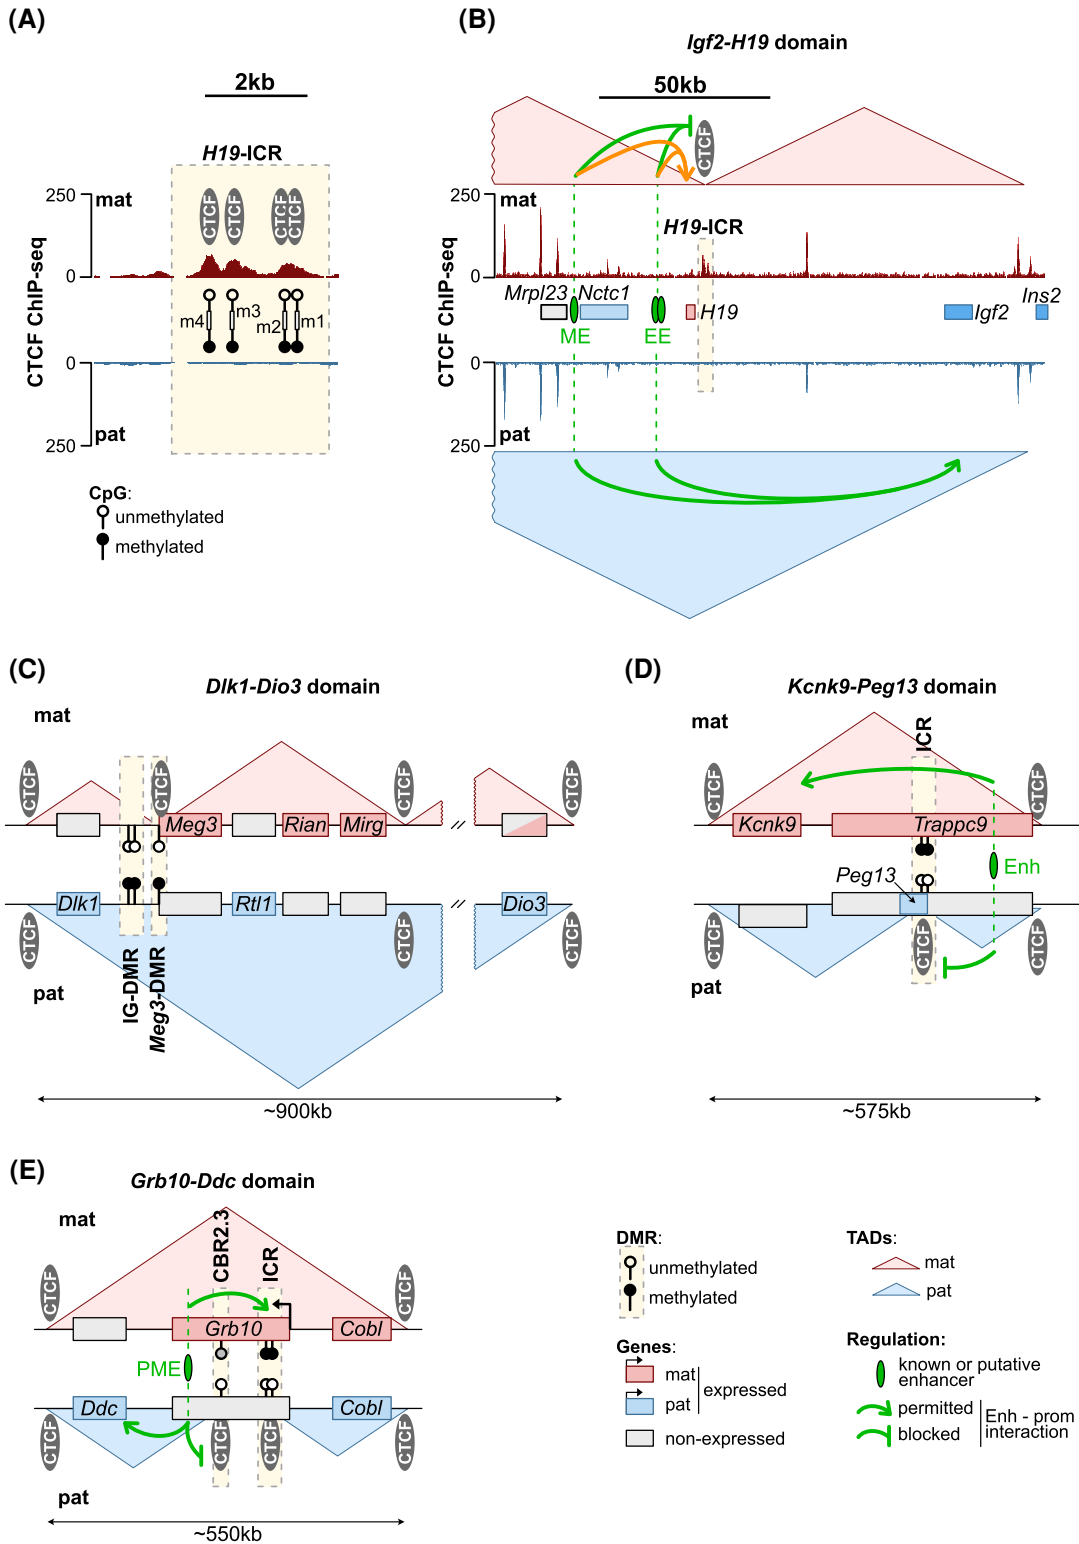 (A)
2kb
H19-ICR
250
mat
CTCF
CTCF
CTCF
CTCF
CTCF ChIP-seq
0
m4
m3
m2
m1
0
250
pat
CpG:
unmethylated
methylated
(B)
Igf2-H19 domain
50kb
CTCF
250
mat
H19-ICR
CTCF ChIP-seq
0
Mrpl23
Nctc1
H19
Igf2
Ins2
ME
EE
0
250
pat
(C)
Dlk1-Dio3 domain
mat
CTCF
CTCF
CTCF
CTCF
Meg3
Rian
Mirg
//
Dlk1
Rtl1
//
Dio3
CTCF
CTCF
CTCF
pat
IG-DMR
Meg3-DMR
~900kb
(D)
Kcnk9-Peg13 domain
mat
ICR
CTCF
CTCF
Kcnk9
Trappc9
Peg13
Enh
CTCF
CTCF
CTCF
pat
~575kb
(E)
Grb10-Ddc domain
mat
CBR2.3
ICR
CTCF
CTCF
Grb10
Cobl
PME
Ddc
Cobl
CTCF
CTCF
CTCF
CTCF
pat
~550kb
DMR:
unmethylated
methylated
Genes:
mat
pat
expressed
non-expressed
TADs:
mat
pat
Regulation:
known or putative
enhancer
permitted
blocked
Enh - prom
interaction